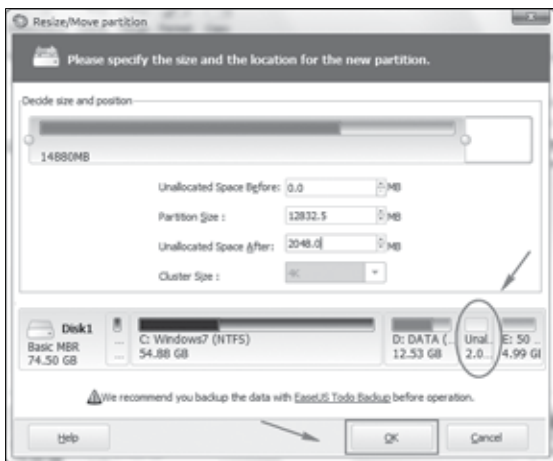 Resize/Move partition
Please specify the size and the location for the new partition.
Decide size and position
14880MB
Unallocated Space Before: 0.0 MB
Partition Size : 12832.5 MB
Unallocated Space After: 2048.0 MB
Cluster Size : 4K
Disk1
Basic MBR
74.50 GB
C: Windows7 (NTFS)
54.88 GB
D: DATA (...
12.53 GB
Unal...
2.0...
E: 50 ...
4.99 GB
We recommend you backup the data with EaseUS Todo Backup before operation.
Help
OK
Cancel